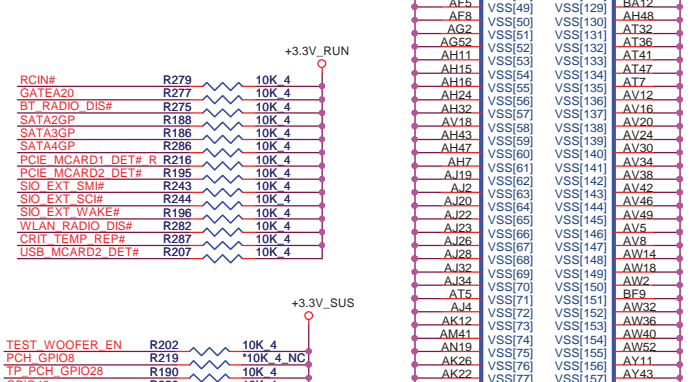 +3.3V_RUN
RCIN# R279 10K_4
GATEA20 R277 10K_4
BT_RADIO_DIS# R275 10K_4
SATA2GP R188 10K_4
SATA3GP R186 10K_4
SATA4GP R286 10K_4
PCIE_MCARD1_DET#_R R216 10K_4
PCIE_MCARD2_DET# R195 10K_4
SIO_EXT_SMI# R243 10K_4
SIO_EXT_SCI# R244 10K_4
SIO_EXT_WAKE# R196 10K_4
WLAN_RADIO_DIS# R282 10K_4
CRIT_TEMP_REP# R287 10K_4
USB_MCARD2_DET# R207 10K_4
+3.3V_SUS
TEST_WOOFER_EN R202 10K_4
PCH_GPIO8 R219 *10K_4_NC
TP_PCH_GPIO28 R190 10K_4
AF5 VSS[49] VSS[129] BA12
AF8 VSS[50] VSS[130] AH48
AG2 VSS[51] VSS[131] AT32
AG52 VSS[52] VSS[132] AT36
AH11 VSS[53] VSS[133] AT41
AH15 VSS[54] VSS[134] AT47
AH16 VSS[55] VSS[135] AT7
AH24 VSS[56] VSS[136] AV12
AH32 VSS[57] VSS[137] AV16
AV18 VSS[58] VSS[138] AV20
AH43 VSS[59] VSS[139] AV24
AH47 VSS[60] VSS[140] AV30
AH7 VSS[61] VSS[141] AV34
AJ19 VSS[62] VSS[142] AV38
AJ2 VSS[63] VSS[143] AV42
AJ20 VSS[64] VSS[144] AV46
AJ22 VSS[65] VSS[145] AV49
AJ23 VSS[66] VSS[146] AV5
AJ26 VSS[67] VSS[147] AV8
AJ28 VSS[68] VSS[148] AW14
AJ32 VSS[69] VSS[149] AW18
AJ34 VSS[70] VSS[150] AW2
AT5 VSS[71] VSS[151] BF9
AJ4 VSS[72] VSS[152] AW32
AK12 VSS[73] VSS[153] AW36
AM41 VSS[74] VSS[154] AW40
AN19 VSS[75] VSS[155] AW52
AK26 VSS[76] VSS[156] AY11
AK22 VSS[77] VSS[157] AY43